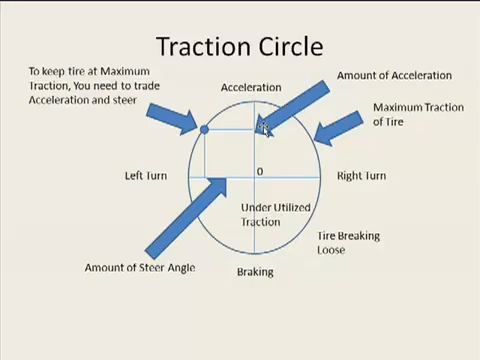 Traction Circle
To keep tire at Maximum
Traction, You need to trade
Acceleration and steer
Acceleration
Amount of Acceleration
Maximum Traction
of Tire
Left Turn
0
Right Turn
Under Utilized
Traction
Tire Breaking
Loose
Amount of Steer Angle
Braking